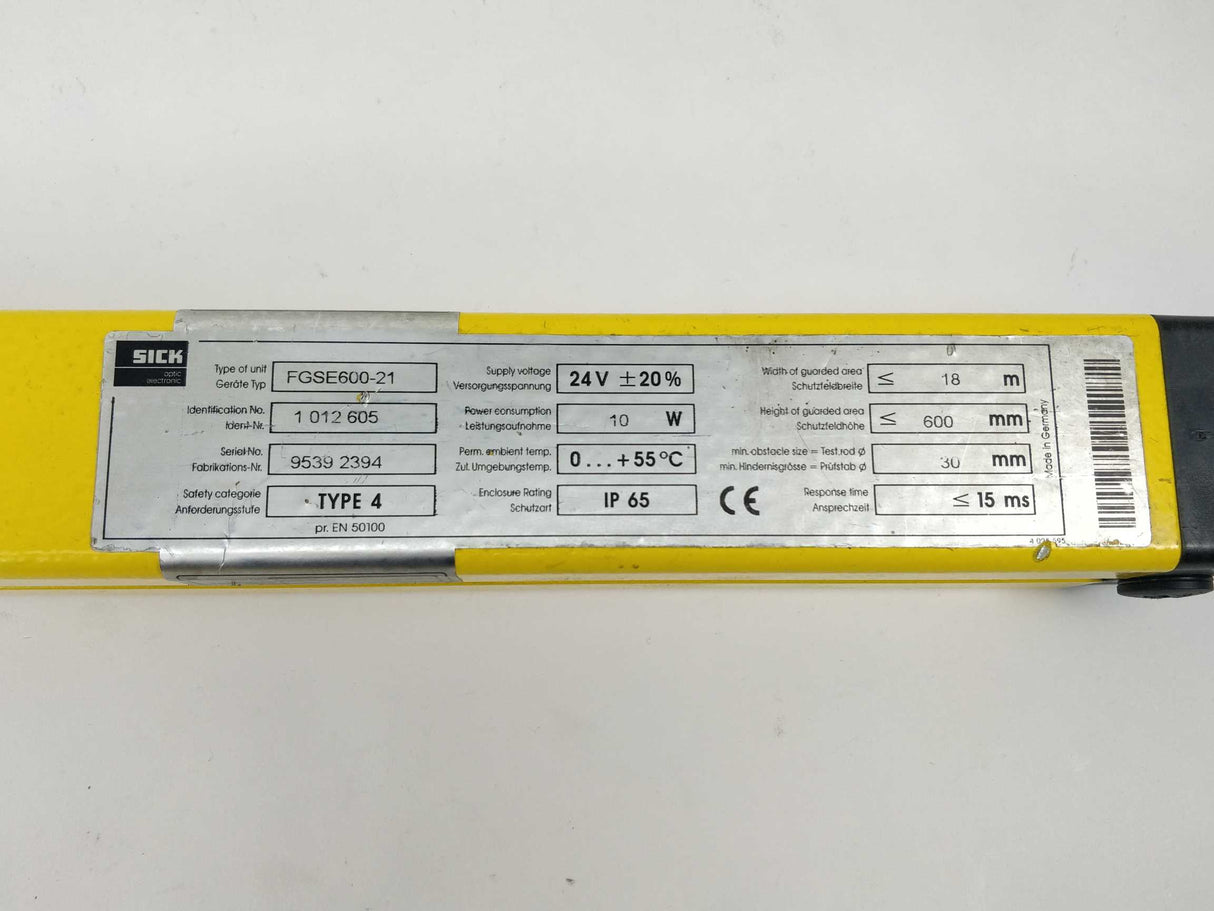 SICK
optic
electronic
Type of unit
Geräte Typ
FGSE600-21
Identification No.
Ident-Nr.
1 012 605
Serial-No.
Fabrikations-Nr.
9539 2394
Safety categorie
Anforderungsstufe
TYPE 4
pr. EN 50100
Supply voltage
Versorgungsspannung
24 V ± 20 %
Power consumption
Leistungsaufnahme
10 W
Perm. ambient temp.
Zul. Umgebungstemp.
0 ... +55°C
Enclosure Rating
Schutzart
IP 65
CE
Width of guarded area
Schutzfeldbreite
≤ 18 m
Height of guarded area
Schutzfeldhöhe
≤ 600 mm
min. obstacle size = Test rod ø
min. Hindernisgrösse = Prüfstab ø
30 mm
Response time
Ansprechzeit
≤ 15 ms
Made in Germany